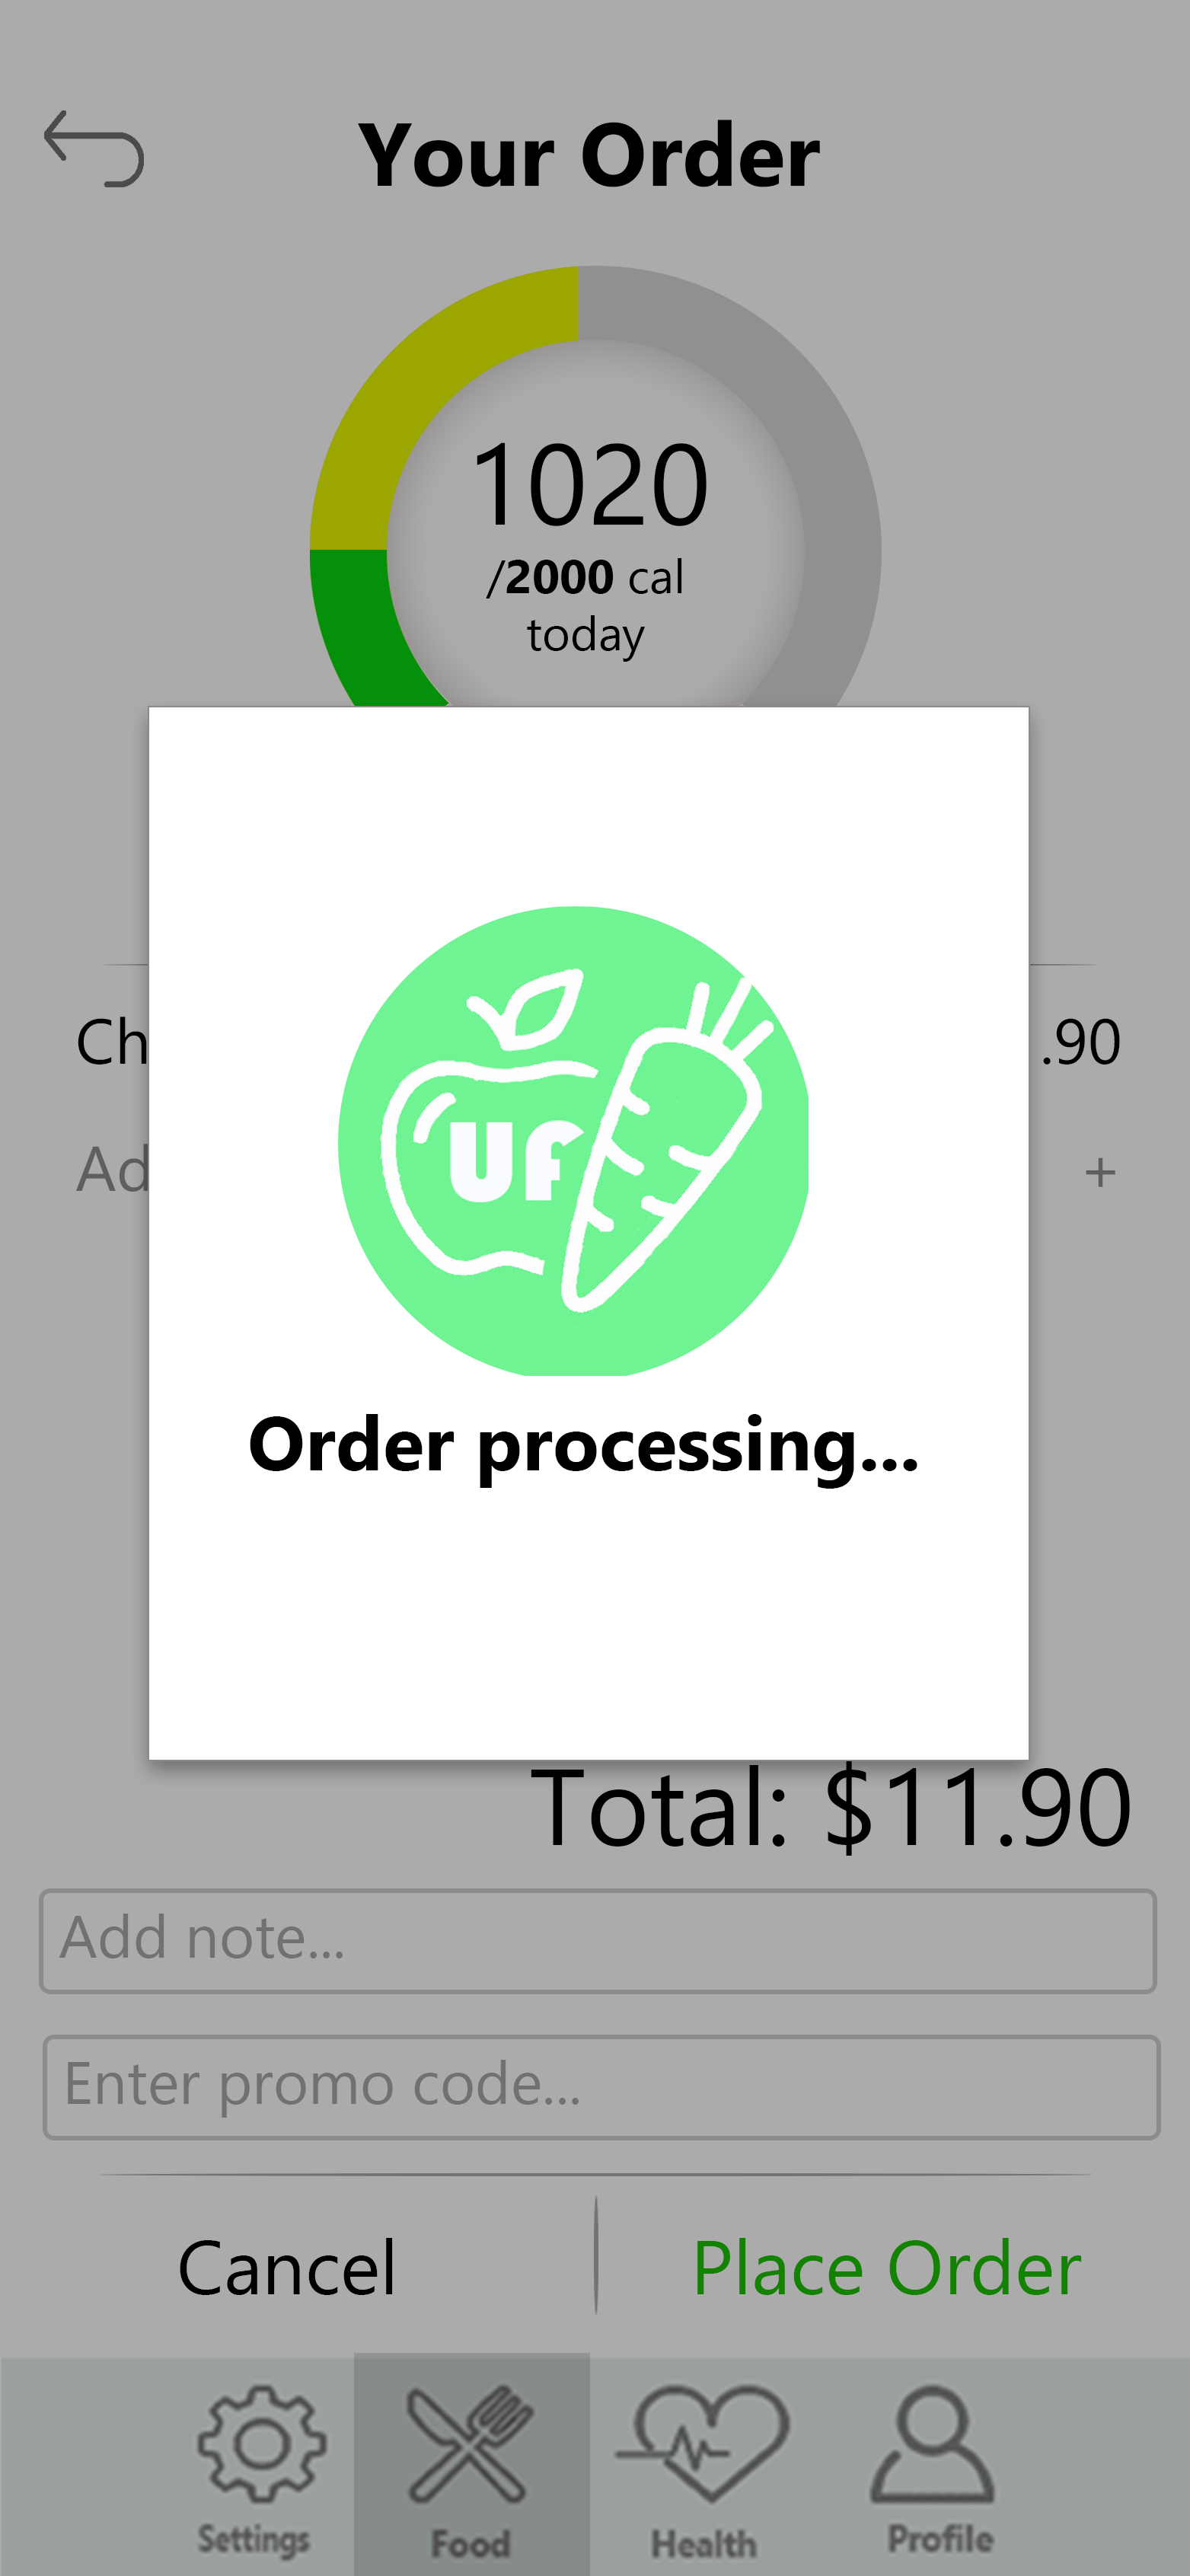 Your Order
1020
/2000 cal
today
Ch
.90
Ad
+
UF
Order processing...
Total: $11.90
Add note...
Enter promo code...
Cancel
Place Order
Settings
Food
Health
Profile